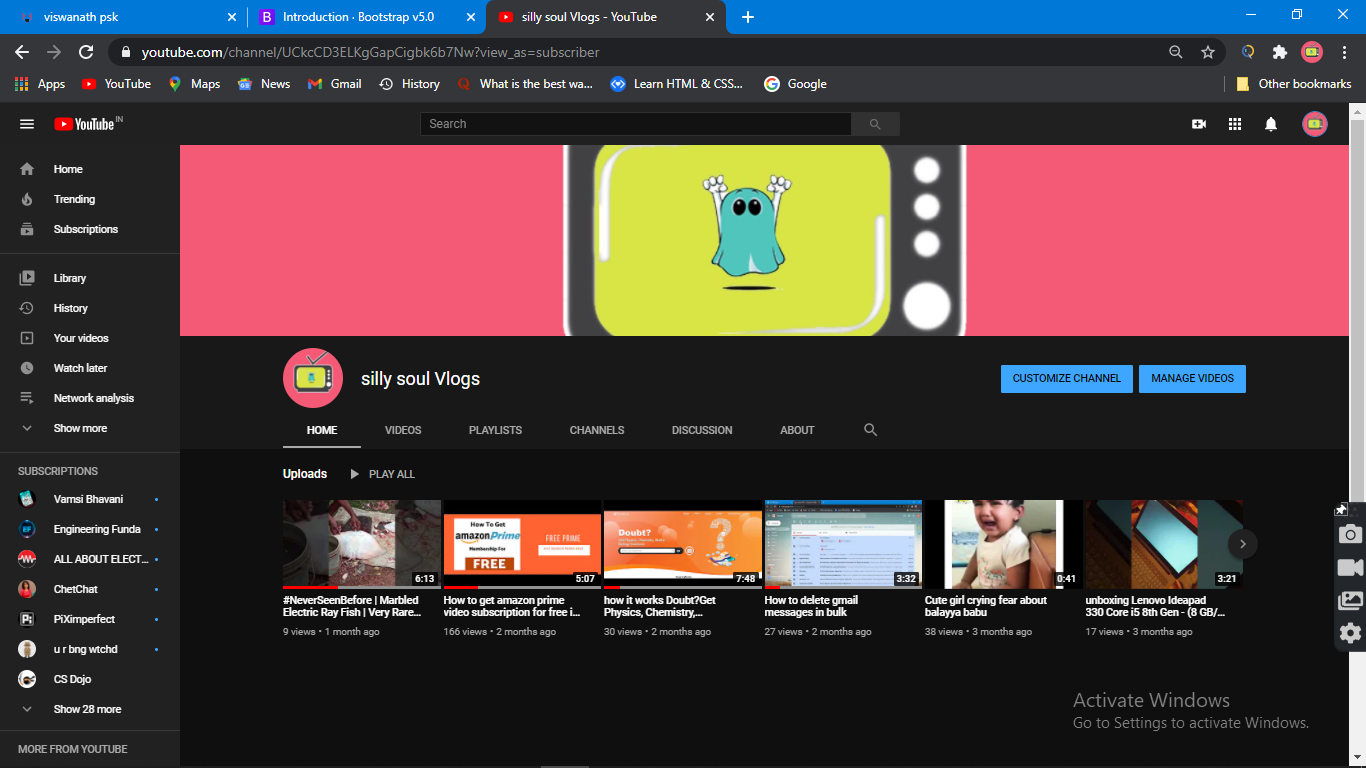 viswanath psk
Introduction · Bootstrap v5.0
silly soul Vlogs - YouTube
youtube.com/channel/UCkcCD3ELKgGapCigbk6b7Nw?view_as=subscriber
Apps
YouTube
Maps
News
Gmail
History
What is the best wa...
Learn HTML & CSS...
Google
Other bookmarks
YouTube IN
Search
Home
Trending
Subscriptions
Library
History
Your videos
Watch later
Network analysis
Show more
SUBSCRIPTIONS
Vamsi Bhavani
Engineering Funda
ALL ABOUT ELECT...
ChetChat
PiXimperfect
u r bng wtchd
CS Dojo
Show 28 more
MORE FROM YOUTUBE
silly soul Vlogs
CUSTOMIZE CHANNEL
MANAGE VIDEOS
HOME
VIDEOS
PLAYLISTS
CHANNELS
DISCUSSION
ABOUT
Uploads
PLAY ALL
6:13
#NeverSeenBefore | Marbled
Electric Ray Fish | Very Rare...
9 views • 1 month ago
How To Get
amazonPrime
Membership For
FREE
FREE PRIME
5:07
How to get amazon prime
video subscription for free i...
166 views • 2 months ago
Doubt?
7:48
how it works Doubt?Get
Physics, Chemistry,...
30 views • 2 months ago
3:32
How to delete gmail
messages in bulk
27 views • 2 months ago
0:41
Cute girl crying fear about
balayya babu
38 views • 3 months ago
3:21
unboxing Lenovo Ideapad
330 Core i5 8th Gen - (8 GB/...
17 views • 3 months ago
Activate Windows
Go to Settings to activate Windows.